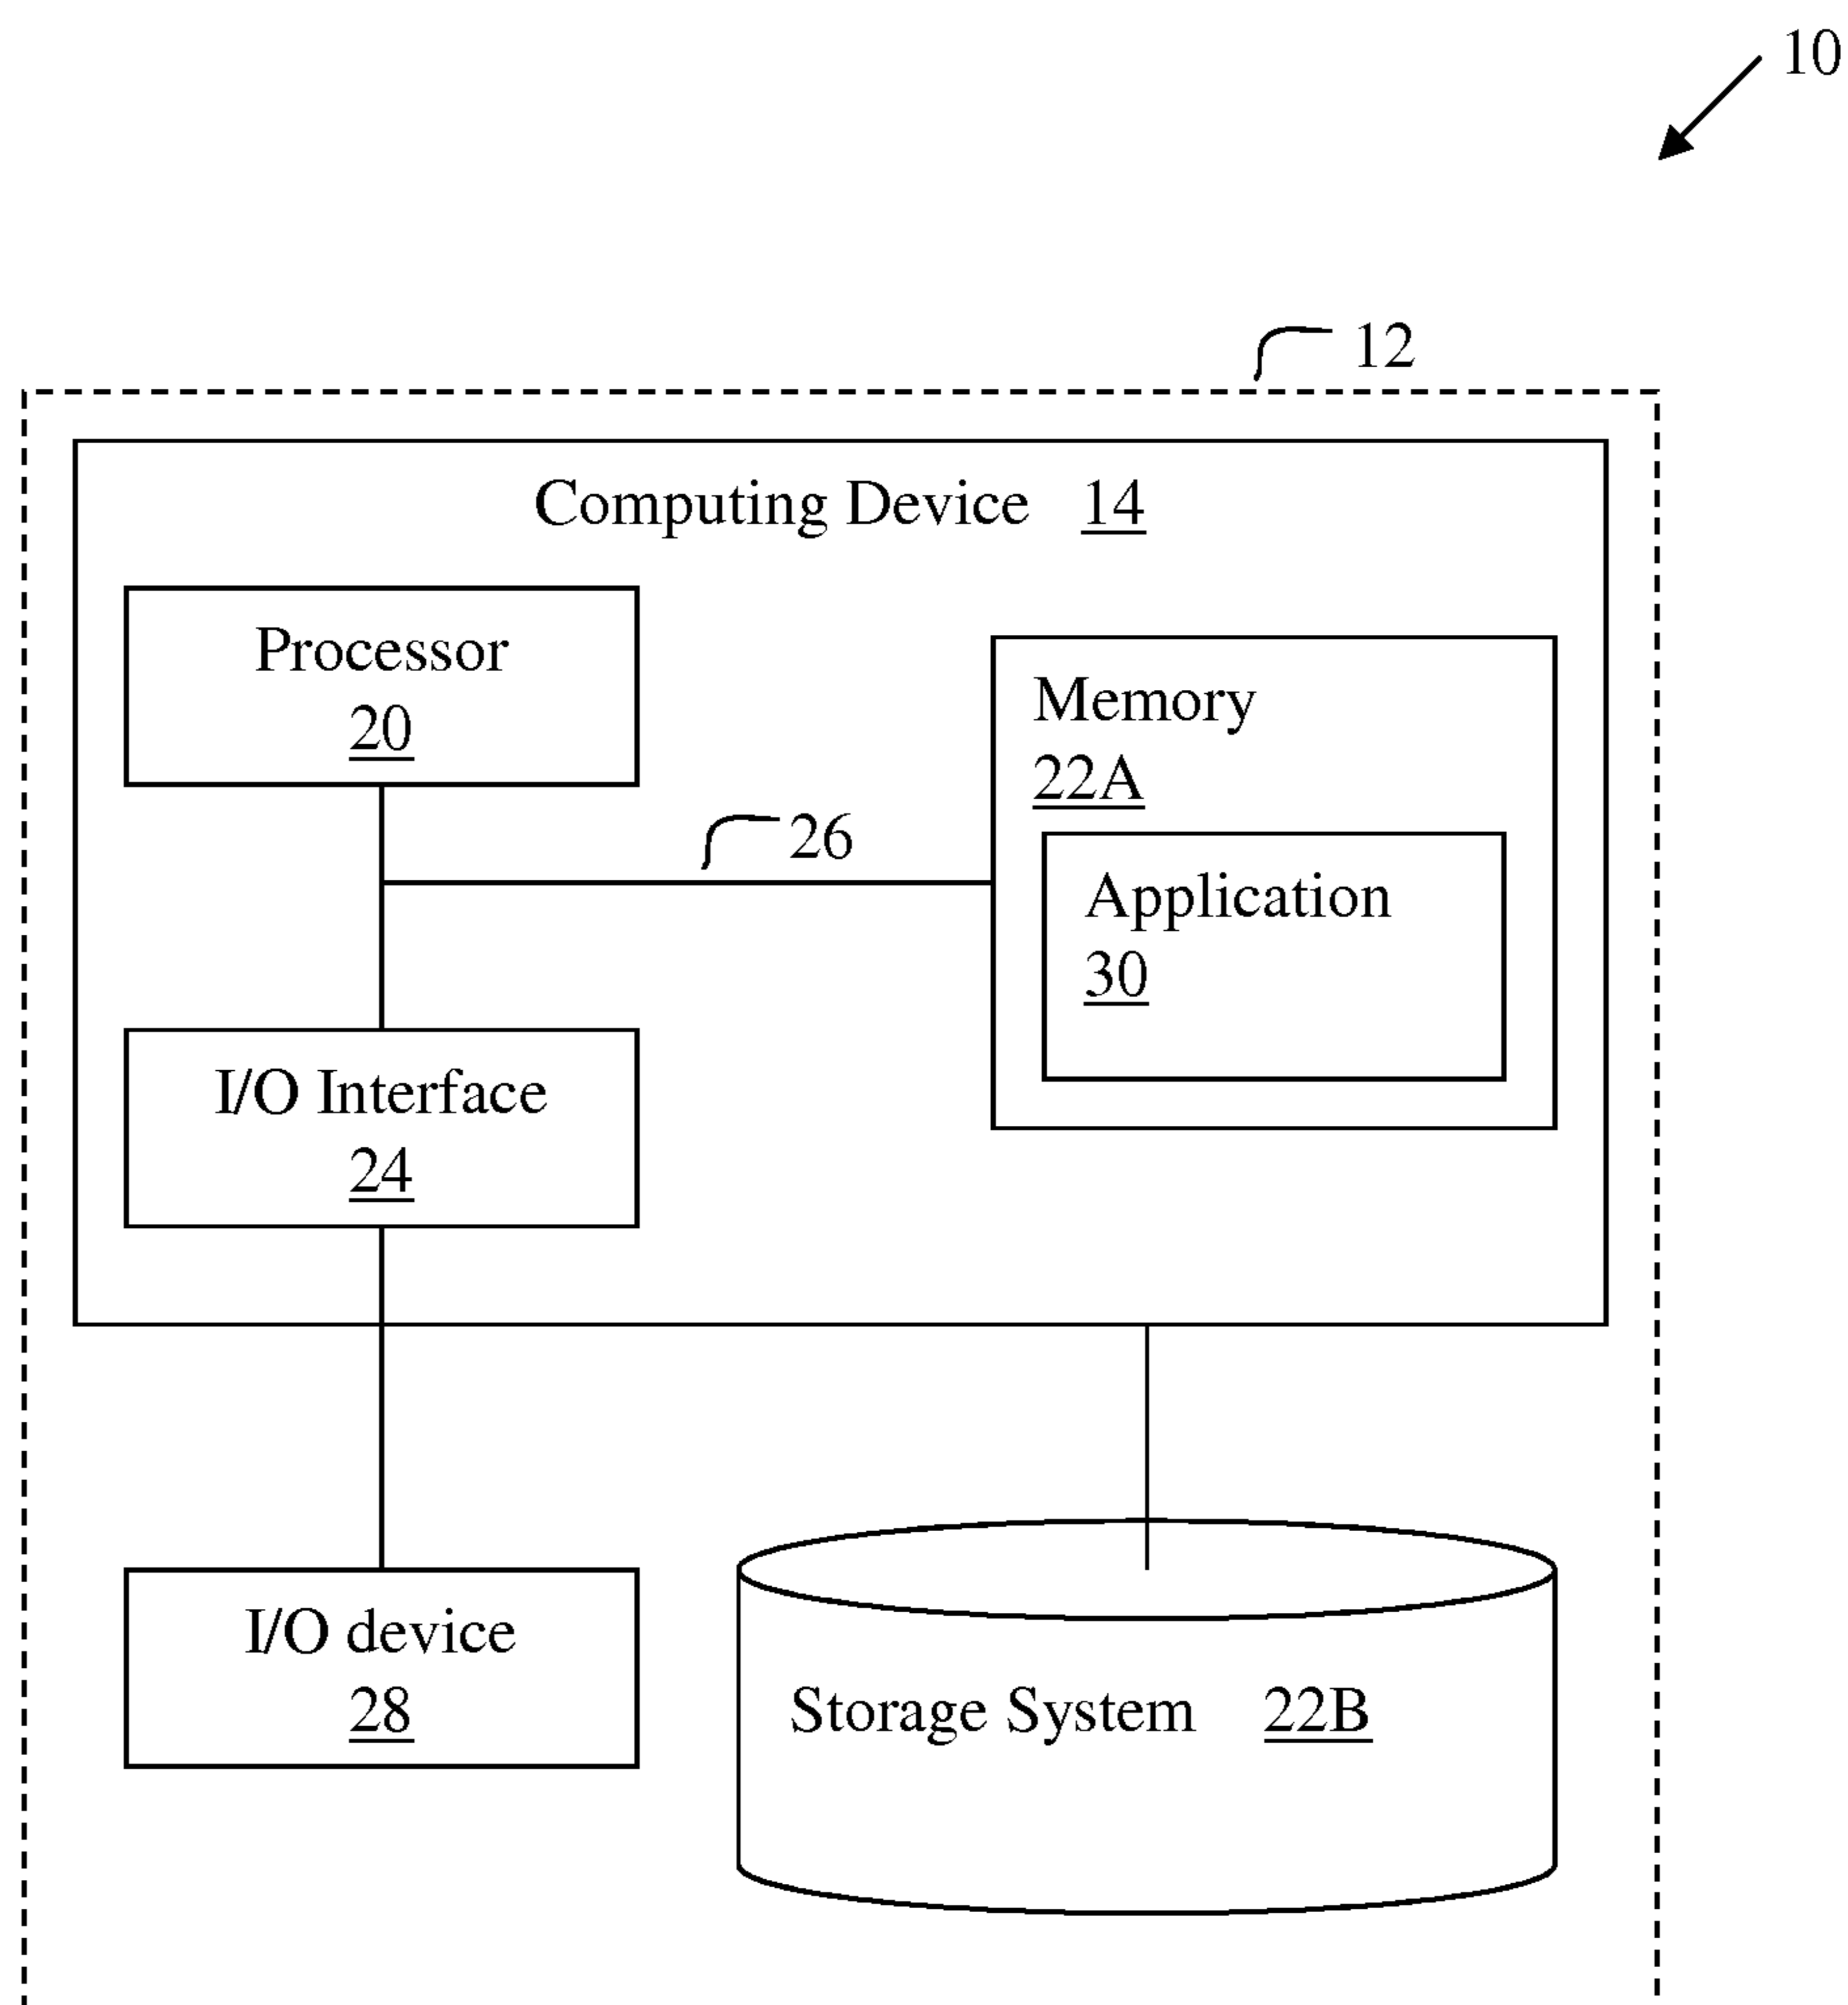 10
12
Computing Device 14
Processor
20
Memory
22A
26
Application
30
I/O Interface
24
I/O device
28
Storage System 22B